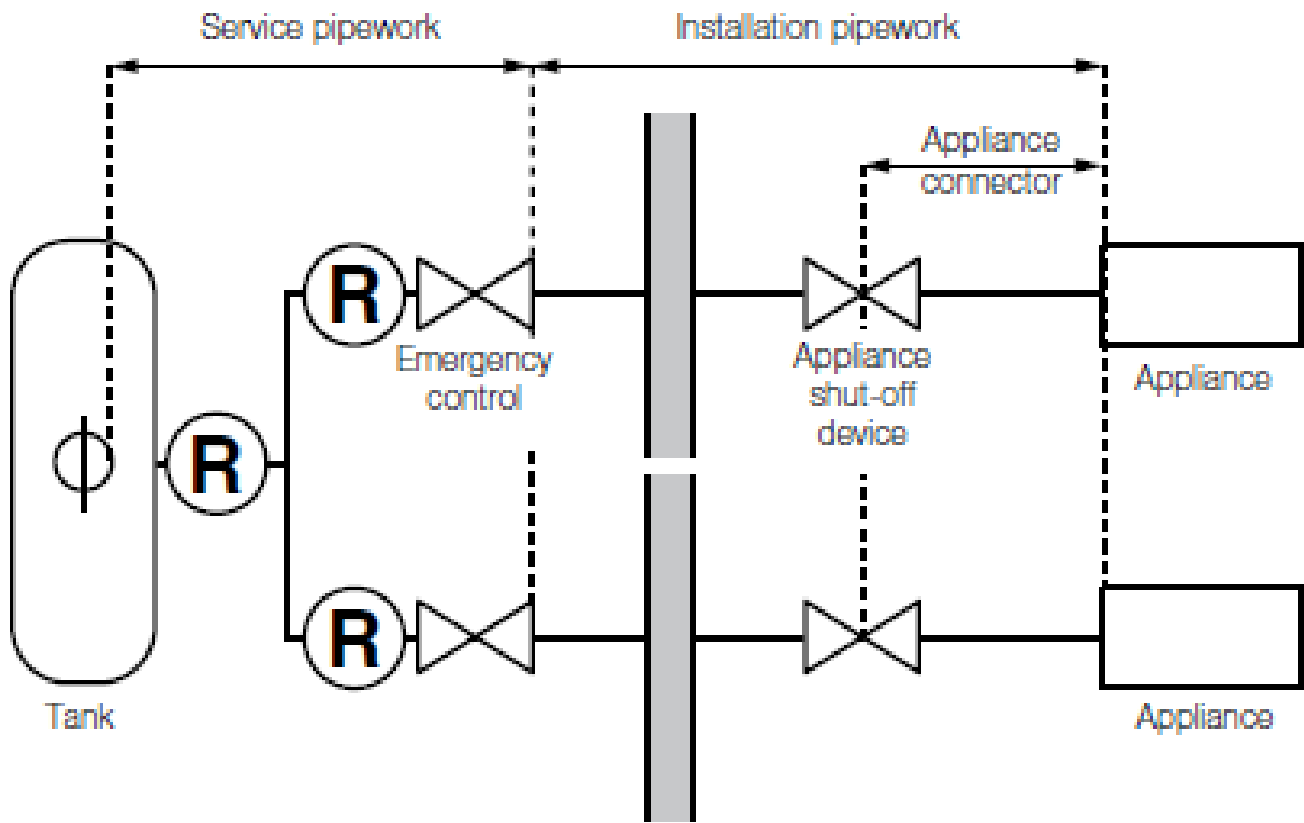 Service pipework
Installation pipework
Appliance
connector
R
R
R
Emergency
control
Appliance
shut-off
device
Appliance
Tank
Appliance